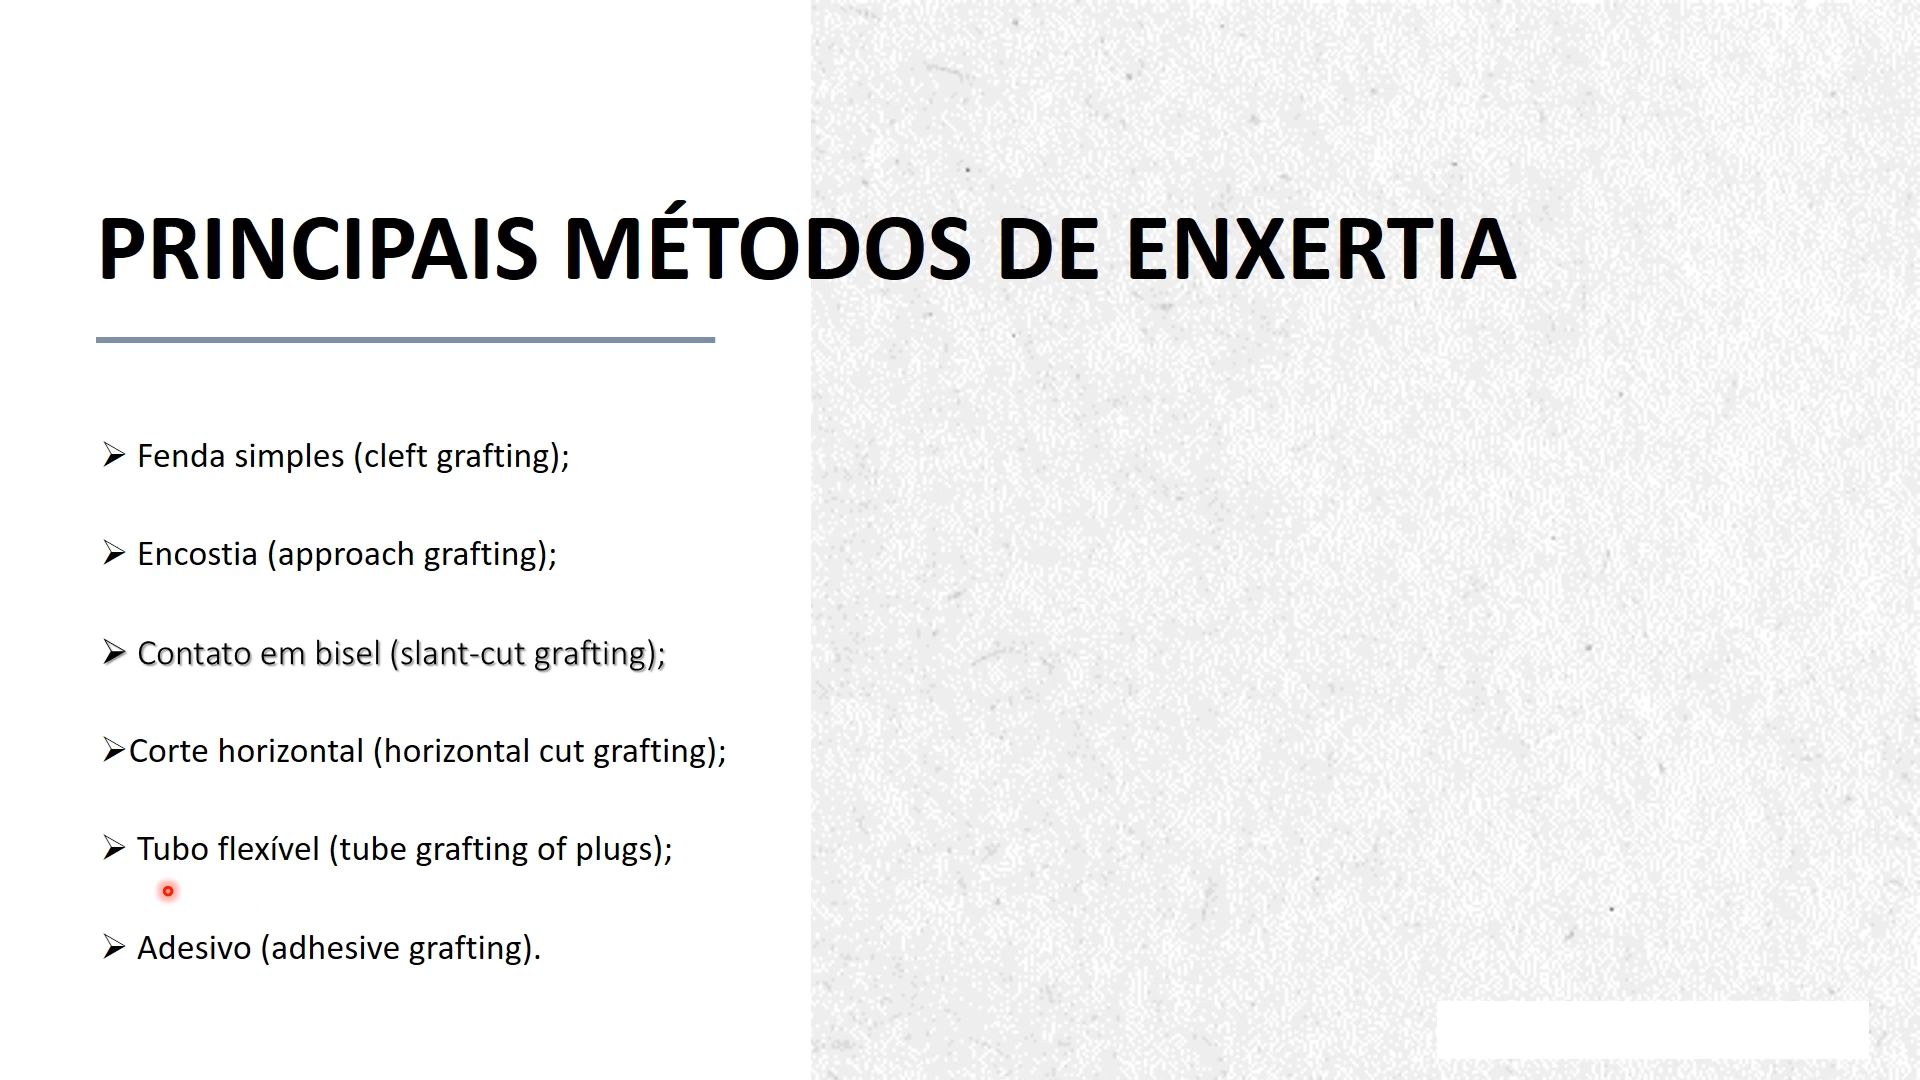 PRINCIPAIS MÉTODOS DE ENXERTIA
➢ Fenda simples (cleft grafting);
➢ Encostia (approach grafting);
➢ Contato em bisel (slant-cut grafting);
➢Corte horizontal (horizontal cut grafting);
➢ Tubo flexível (tube grafting of plugs);
➢ Adesivo (adhesive grafting).